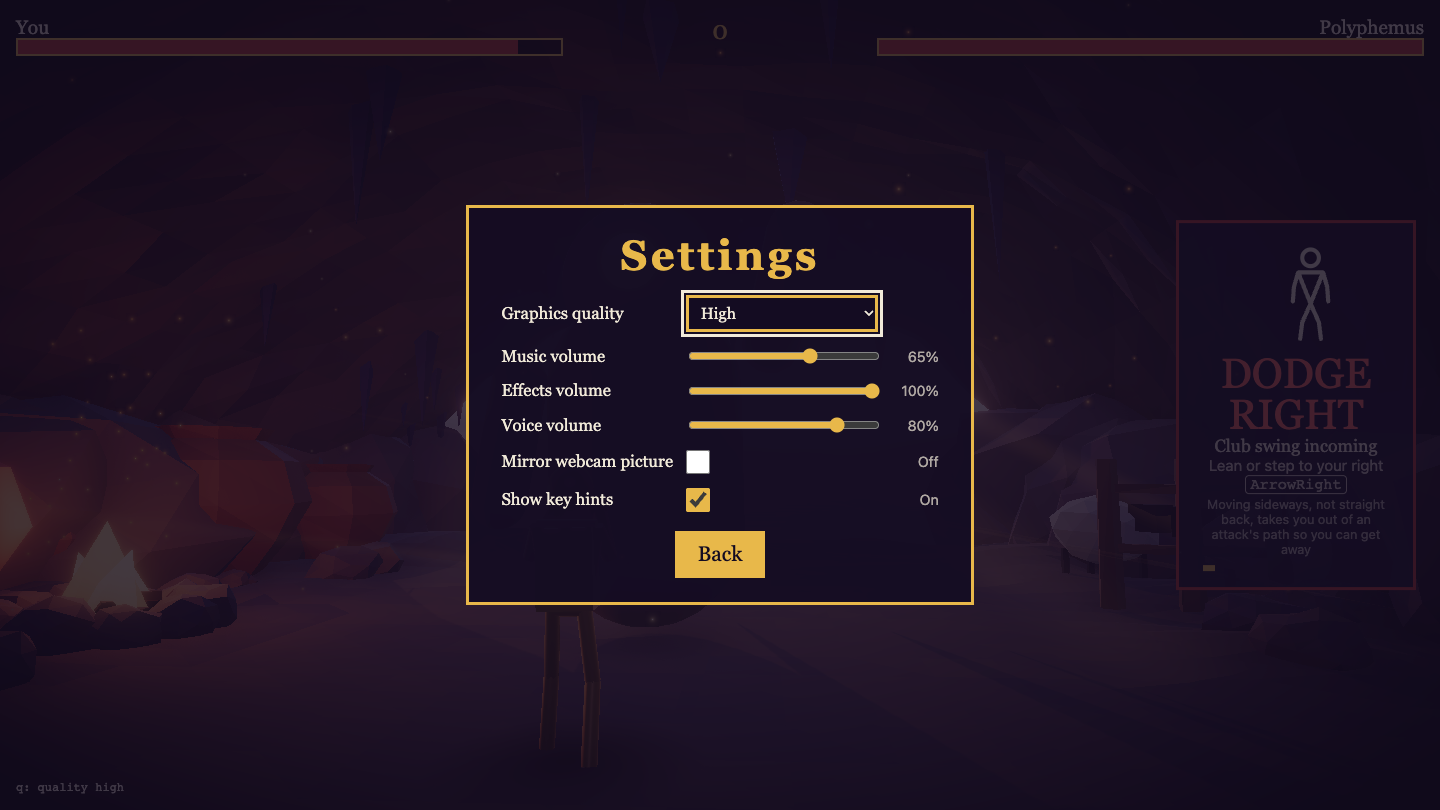 You
O
Polyphemus
Settings
Graphics quality
High
Music volume
65%
Effects volume
100%
Voice volume
80%
Mirror webcam picture
Off
Show key hints
On
Back
DODGE
RIGHT
Club swing incoming
Lean or step to your right
ArrowRight
Moving sideways, not straight
back, takes you out of an
attack's path so you can get
away
q: quality high